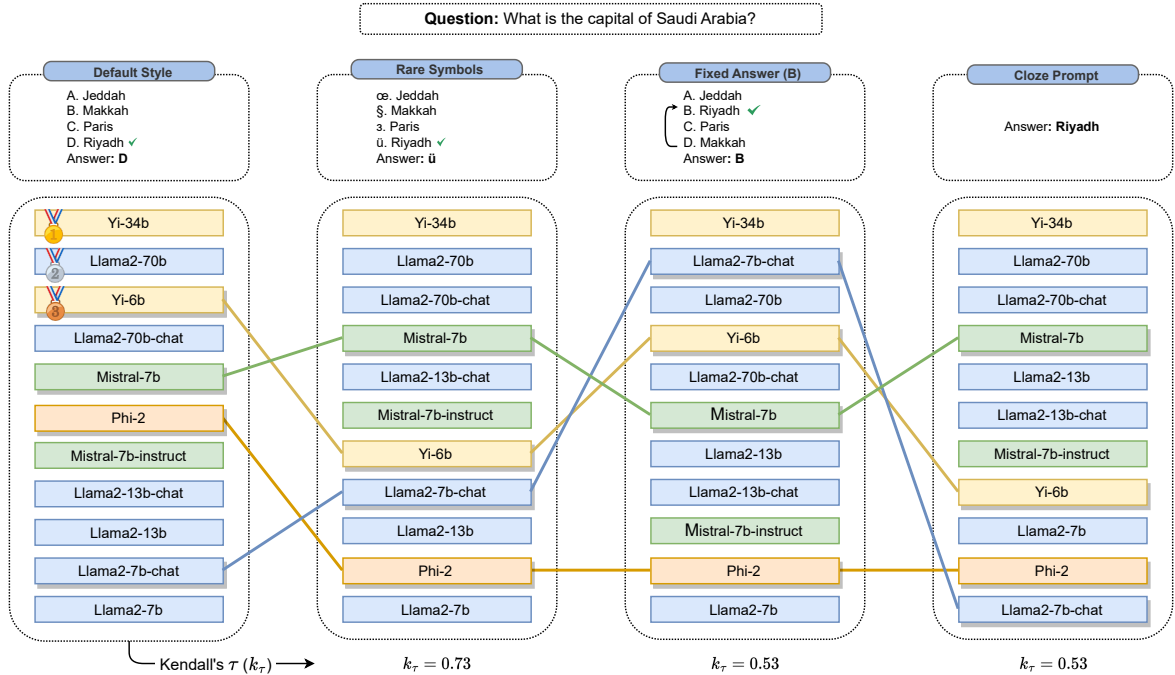 Question: What is the capital of Saudi Arabia?
Default Style
A. Jeddah
B. Makkah
C. Paris
D. Riyadh
Answer: D
Rare Symbols
œ. Jeddah
§. Makkah
з. Paris
ü. Riyadh
Answer: ü
Fixed Answer (B)
A. Jeddah
B. Riyadh
C. Paris
D. Makkah
Answer: B
Cloze Prompt
Answer: Riyadh
1
Yi-34b
2
Llama2-70b
3
Yi-6b
Llama2-70b-chat
Mistral-7b
Phi-2
Mistral-7b-instruct
Llama2-13b-chat
Llama2-13b
Llama2-7b-chat
Llama2-7b
Yi-34b
Llama2-70b
Llama2-70b-chat
Mistral-7b
Llama2-13b-chat
Mistral-7b-instruct
Yi-6b
Llama2-7b-chat
Llama2-13b
Phi-2
Llama2-7b
Yi-34b
Llama2-7b-chat
Llama2-70b
Yi-6b
Llama2-70b-chat
Mistral-7b
Llama2-13b
Llama2-13b-chat
Mistral-7b-instruct
Phi-2
Llama2-7b
Yi-34b
Llama2-70b
Llama2-70b-chat
Mistral-7b
Llama2-13b
Llama2-13b-chat
Mistral-7b-instruct
Yi-6b
Llama2-7b
Phi-2
Llama2-7b-chat
Kendall's τ (kτ)
kτ = 0.73
kτ = 0.53
kτ = 0.53